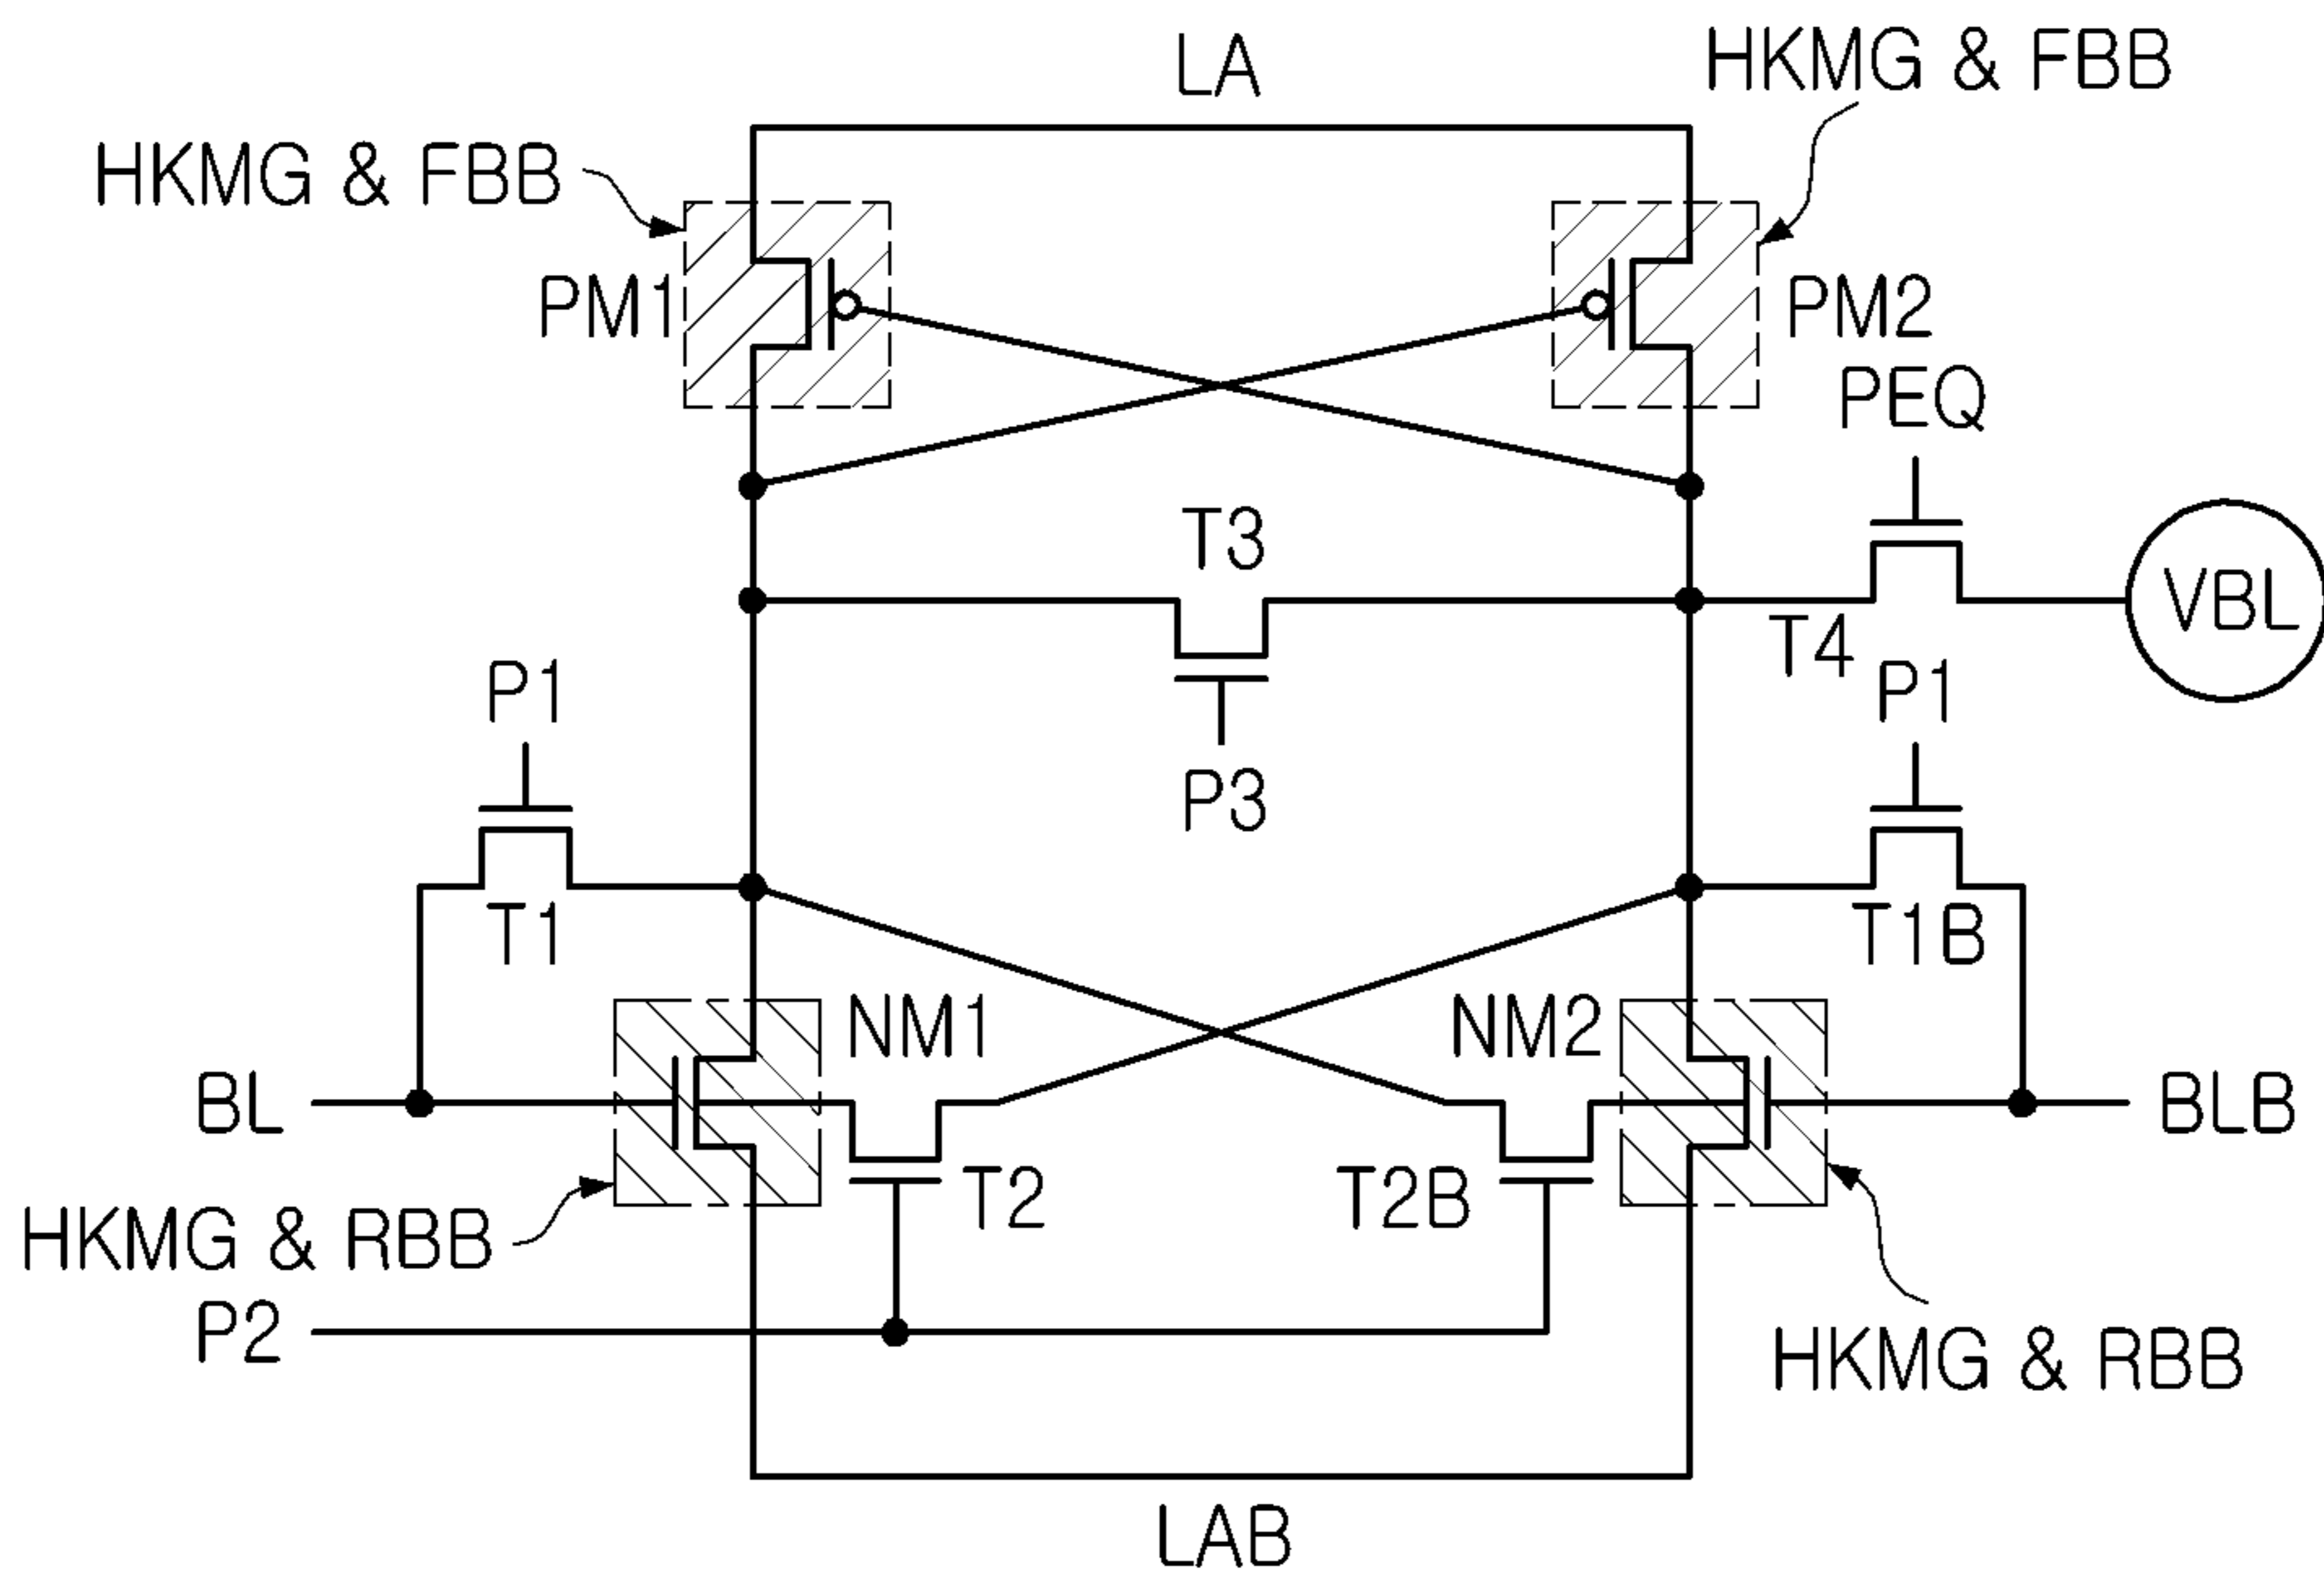 LA
HKMG & FBB
HKMG & FBB
PM1
PM2
PEQ
T3
VBL
T4
P1
P1
P3
T1
T1B
NM1
NM2
BL
BLB
T2
T2B
HKMG & RBB
P2
HKMG & RBB
LAB